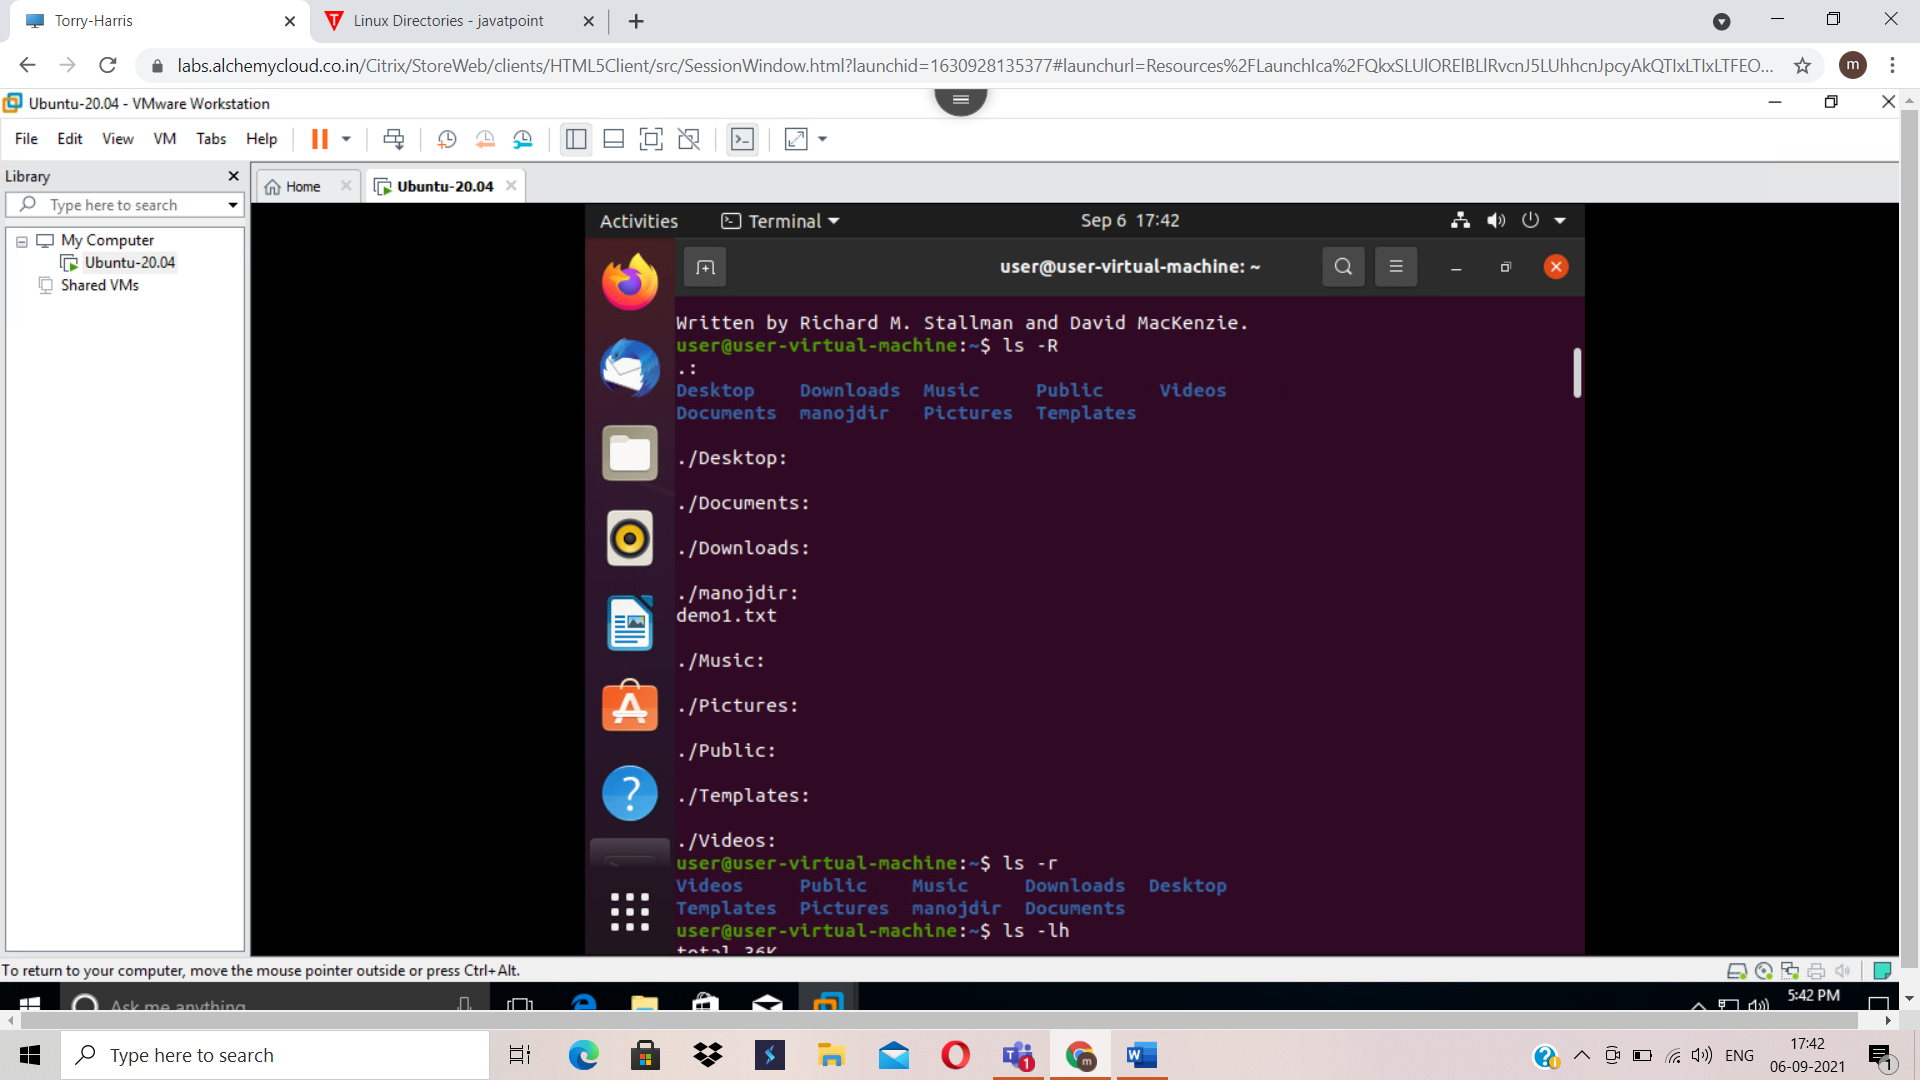 Torry-Harris
Linux Directories - javatpoint
labs.alchemycloud.co.in/Citrix/StoreWeb/clients/HTML5Client/src/SessionWindow.html?launchid=1630928135377#launchurl=Resources%2FLaunchIca%2FQkxSLUlORElBLlRvcnJ5LUhhcnJpcyAkQTIxLTIxLTFEO...
m
Ubuntu-20.04 - VMware Workstation
File Edit View VM Tabs Help
Library
Home
Ubuntu-20.04
Type here to search
My Computer
Ubuntu-20.04
Shared VMs
Activities
Terminal
Sep 6 17:42
user@user-virtual-machine: ~
Written by Richard M. Stallman and David MacKenzie.
user@user-virtual-machine:~$ ls -R
.:
Desktop Downloads Music Public Videos
Documents manojdir Pictures Templates
./Desktop:
./Documents:
./Downloads:
./manojdir:
demo1.txt
./Music:
./Pictures:
./Public:
./Templates:
./Videos:
user@user-virtual-machine:~$ ls -r
Videos Public Music Downloads Desktop
Templates Pictures manojdir Documents
user@user-virtual-machine:~$ ls -lh
total 36K
To return to your computer, move the mouse pointer outside or press Ctrl+Alt.
Ask me anything
5:42 PM
Type here to search
1
W
m
ENG
17:42
06-09-2021
1